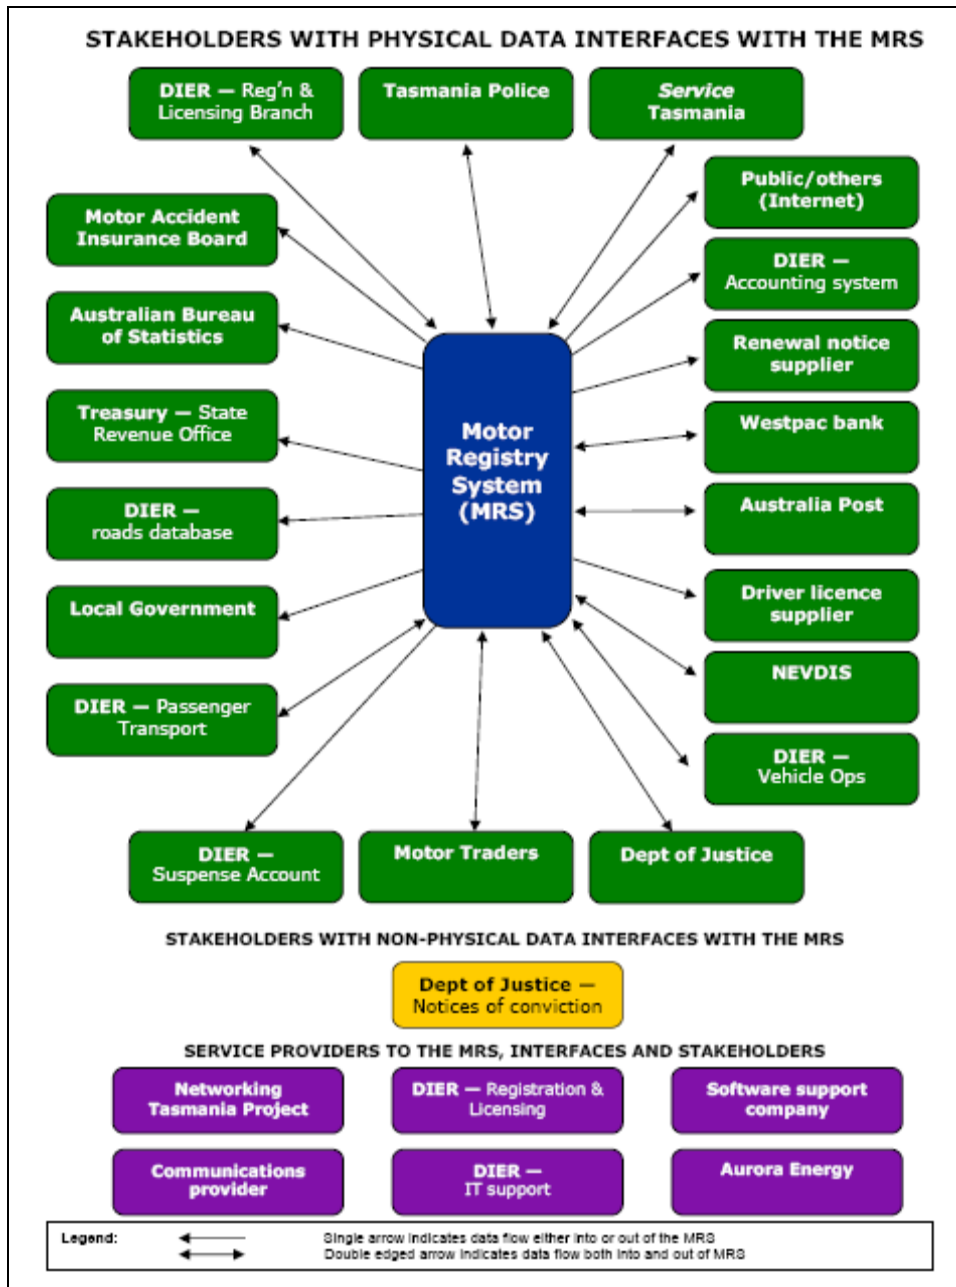 STAKEHOLDERS WITH PHYSICAL DATA INTERFACES WITH THE MRS
DIER — Reg'n &
Licensing Branch
Tasmania Police
Service
Tasmania
Public/others
(Internet)
Motor Accident
Insurance Board
DIER —
Accounting system
Australian Bureau
of Statistics
Renewal notice
supplier
Treasury — State
Revenue Office
Westpac bank
Motor
Registry
System
(MRS)
DIER —
roads database
Australia Post
Local Government
Driver licence
supplier
DIER — Passenger
Transport
NEVDIS
DIER —
Vehicle Ops
DIER —
Suspense Account
Motor Traders
Dept of Justice
STAKEHOLDERS WITH NON-PHYSICAL DATA INTERFACES WITH THE MRS
Dept of Justice —
Notices of conviction
SERVICE PROVIDERS TO THE MRS, INTERFACES AND STAKEHOLDERS
Networking
Tasmania Project
DIER — Registration &
Licensing
Software support
company
Communications
provider
DIER —
IT support
Aurora Energy
Legend:
Single arrow indicates data flow either into or out of the MRS
Double edged arrow indicates data flow both into and out of MRS